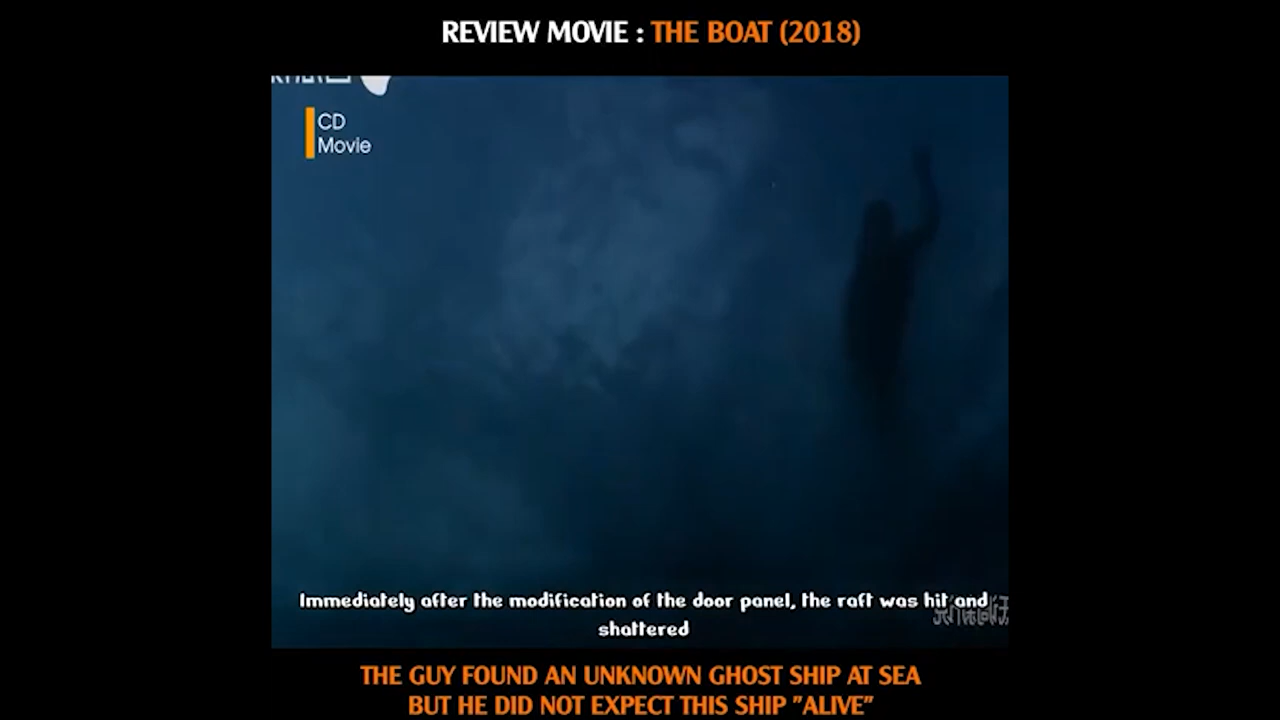 REVIEW MOVIE : THE BOAT (2018)
CD
Movie
Immediately after the modification of the door panel, the raft was hit and
shattered
THE GUY FOUND AN UNKNOWN GHOST SHIP AT SEA
BUT HE DID NOT EXPECT THIS SHIP "ALIVE"